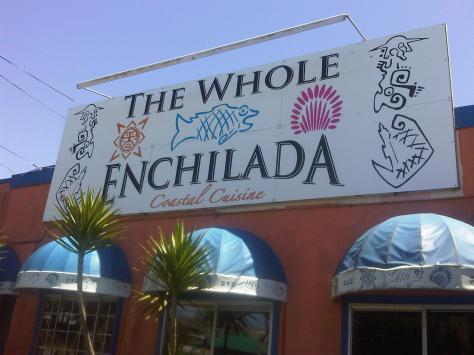 THE WHOLE
ENCHILADA
Coastal Cuisine